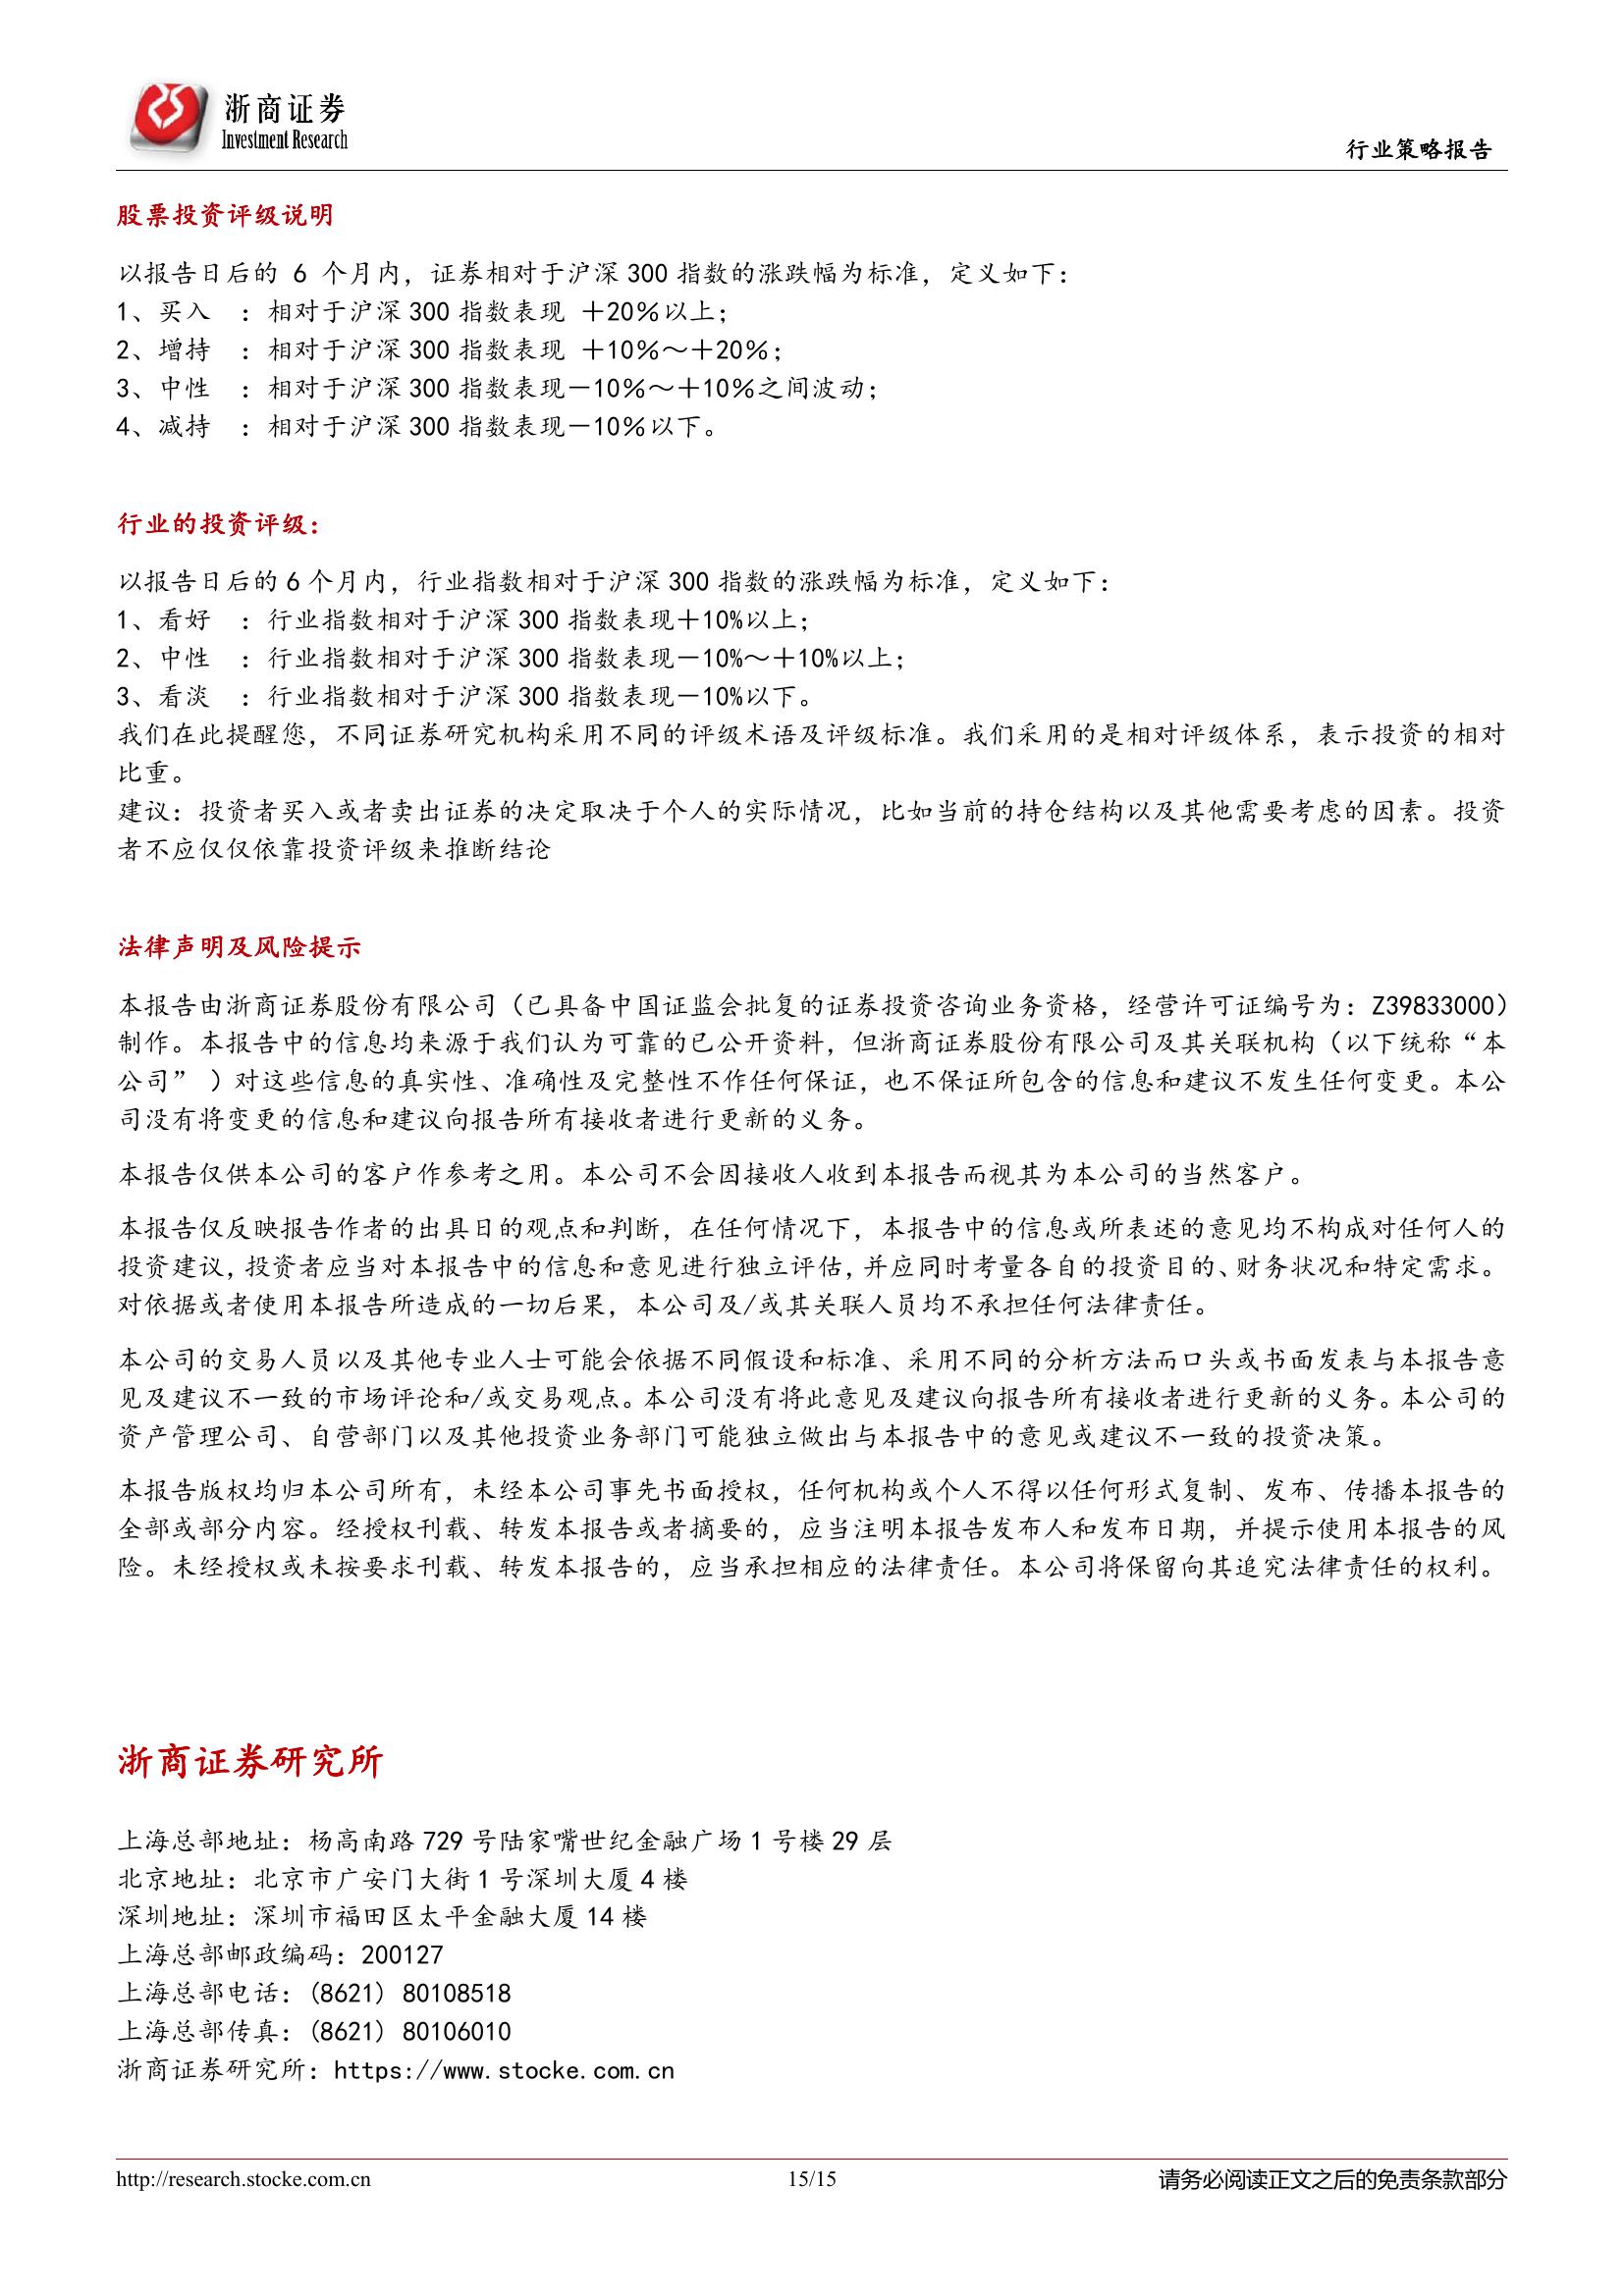 浙商证券
Investment Research
行业策略报告
股票投资评级说明
以报告日后的 6 个月内，证券相对于沪深 300 指数的涨跌幅为标准，定义如下：
1、买入 ：相对于沪深 300 指数表现 ＋20％以上；
2、增持 ：相对于沪深 300 指数表现 ＋10％～＋20％；
3、中性 ：相对于沪深 300 指数表现－10％～＋10％之间波动；
4、减持 ：相对于沪深 300 指数表现－10％以下。
行业的投资评级：
以报告日后的 6 个月内，行业指数相对于沪深 300 指数的涨跌幅为标准，定义如下：
1、看好 ：行业指数相对于沪深 300 指数表现＋10%以上；
2、中性 ：行业指数相对于沪深 300 指数表现－10%～＋10%以上；
3、看淡 ：行业指数相对于沪深 300 指数表现－10%以下。
我们在此提醒您，不同证券研究机构采用不同的评级术语及评级标准。我们采用的是相对评级体系，表示投资的相对
比重。
建议：投资者买入或者卖出证券的决定取决于个人的实际情况，比如当前的持仓结构以及其他需要考虑的因素。投资
者不应仅仅依靠投资评级来推断结论
法律声明及风险提示
本报告由浙商证券股份有限公司（已具备中国证监会批复的证券投资咨询业务资格，经营许可证编号为：Z39833000）
制作。本报告中的信息均来源于我们认为可靠的已公开资料，但浙商证券股份有限公司及其关联机构（以下统称“本
公司” ）对这些信息的真实性、准确性及完整性不作任何保证，也不保证所包含的信息和建议不发生任何变更。本公
司没有将变更的信息和建议向报告所有接收者进行更新的义务。
本报告仅供本公司的客户作参考之用。本公司不会因接收人收到本报告而视其为本公司的当然客户。
本报告仅反映报告作者的出具日的观点和判断，在任何情况下，本报告中的信息或所表述的意见均不构成对任何人的
投资建议，投资者应当对本报告中的信息和意见进行独立评估，并应同时考量各自的投资目的、财务状况和特定需求。
对依据或者使用本报告所造成的一切后果，本公司及/或其关联人员均不承担任何法律责任。
本公司的交易人员以及其他专业人士可能会依据不同假设和标准、采用不同的分析方法而口头或书面发表与本报告意
见及建议不一致的市场评论和/或交易观点。本公司没有将此意见及建议向报告所有接收者进行更新的义务。本公司的
资产管理公司、自营部门以及其他投资业务部门可能独立做出与本报告中的意见或建议不一致的投资决策。
本报告版权均归本公司所有，未经本公司事先书面授权，任何机构或个人不得以任何形式复制、发布、传播本报告的
全部或部分内容。经授权刊载、转发本报告或者摘要的，应当注明本报告发布人和发布日期，并提示使用本报告的风
险。未经授权或未按要求刊载、转发本报告的，应当承担相应的法律责任。本公司将保留向其追究法律责任的权利。
浙商证券研究所
上海总部地址：杨高南路 729 号陆家嘴世纪金融广场 1 号楼 29 层
北京地址：北京市广安门大街 1 号深圳大厦 4 楼
深圳地址：深圳市福田区太平金融大厦 14 楼
上海总部邮政编码：200127
上海总部电话：(8621) 80108518
上海总部传真：(8621) 80106010
浙商证券研究所：https://www.stocke.com.cn
http://research.stocke.com.cn
15/15
请务必阅读正文之后的免责条款部分